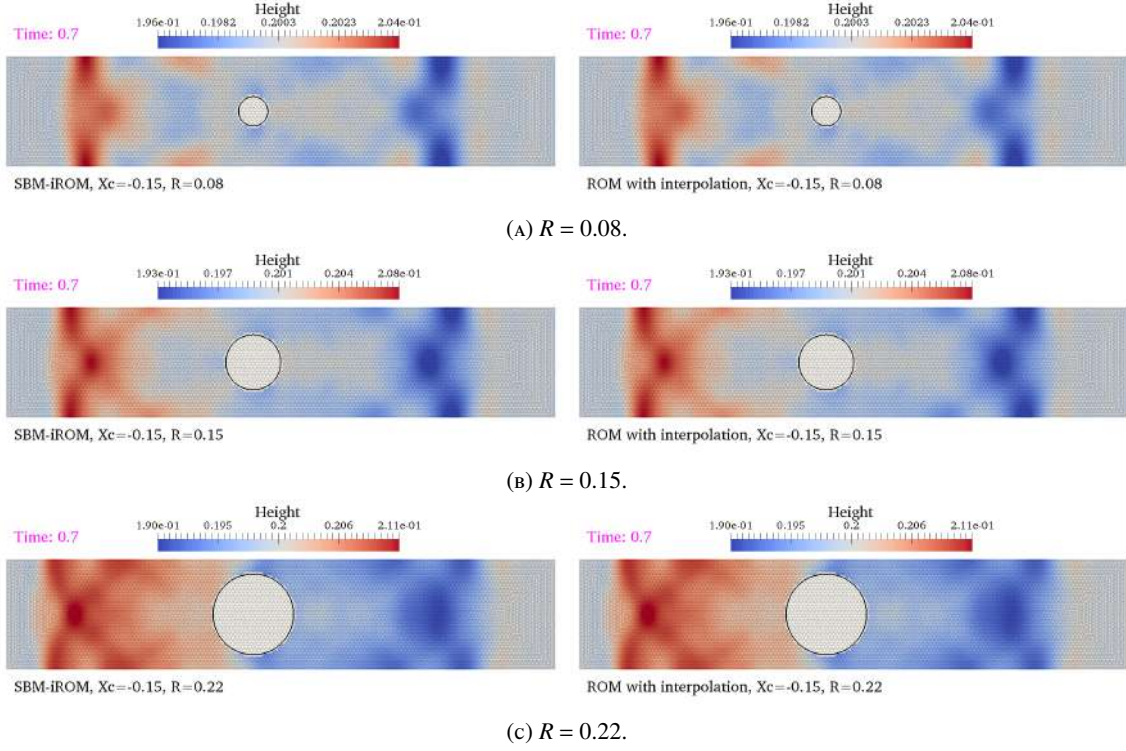 Height
Time: 0.7
1.96e-01 0.1982 0.2003 0.2023 2.04e-01
SBM-iROM, Xc=-0.15, R=0.08
Height
Time: 0.7
1.96e-01 0.1982 0.2003 0.2023 2.04e-01
ROM with interpolation, Xc=-0.15, R=0.08
(A) R = 0.08.
Height
Time: 0.7
1.93e-01 0.197 0.201 0.204 2.08e-01
SBM-iROM, Xc=-0.15, R=0.15
Height
Time: 0.7
1.93e-01 0.197 0.201 0.204 2.08e-01
ROM with interpolation, Xc=-0.15, R=0.15
(B) R = 0.15.
Height
Time: 0.7
1.90e-01 0.195 0.2 0.206 2.11e-01
SBM-iROM, Xc=-0.15, R=0.22
Height
Time: 0.7
1.90e-01 0.195 0.2 0.206 2.11e-01
ROM with interpolation, Xc=-0.15, R=0.22
(C) R = 0.22.